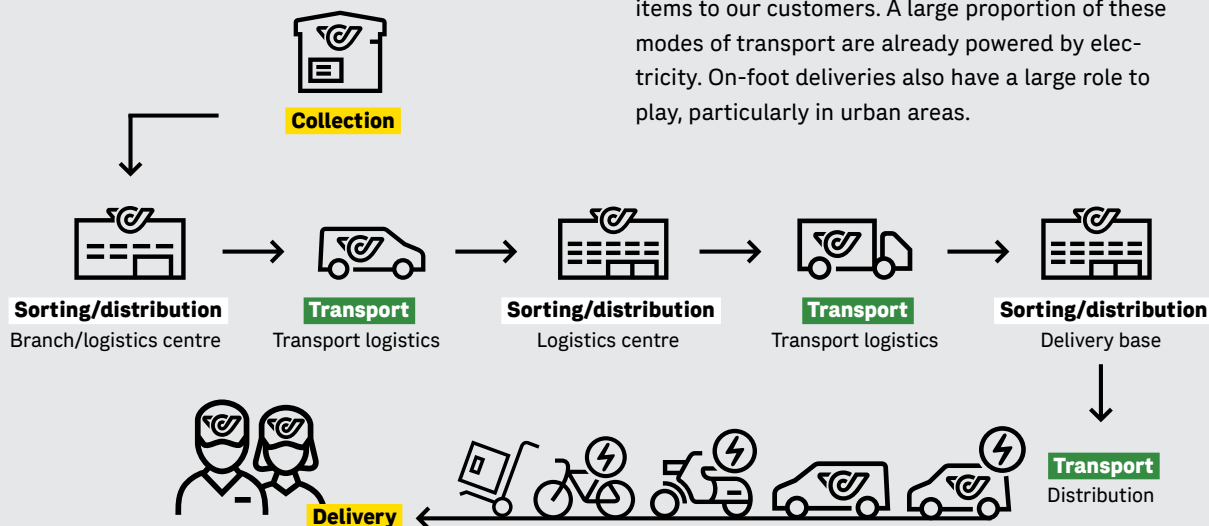 items to our customers. A large proportion of these
modes of transport are already powered by elec-
tricity. On-foot deliveries also have a large role to
play, particularly in urban areas.
Collection
Sorting/distribution
Branch/logistics centre
Transport
Transport logistics
Sorting/distribution
Logistics centre
Transport
Transport logistics
Sorting/distribution
Delivery base
Transport
Distribution
Delivery